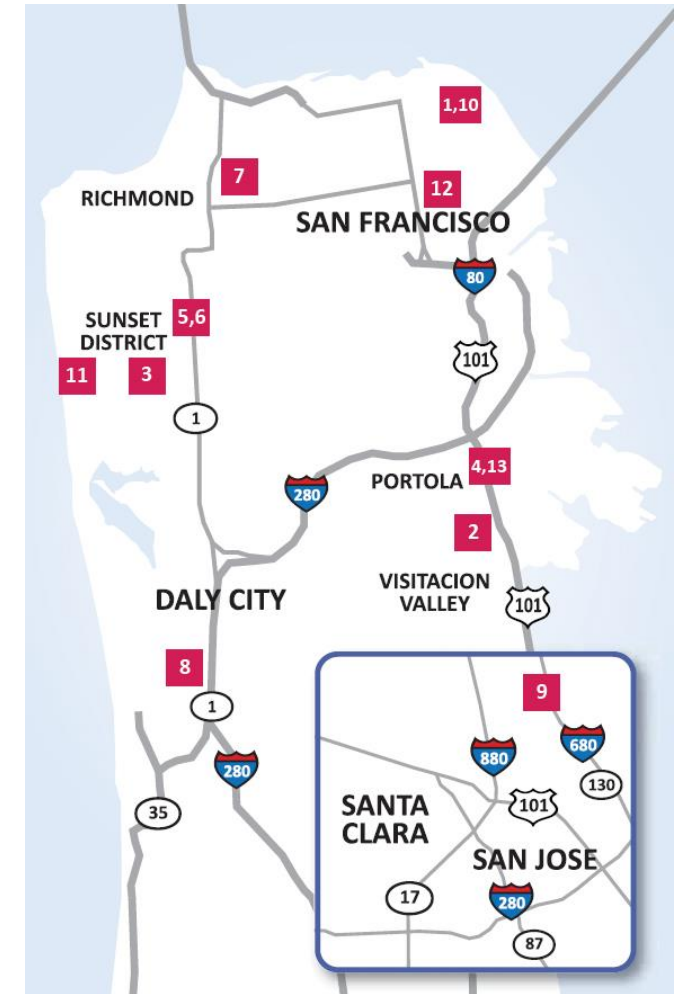 1,10
7
12
RICHMOND
SAN FRANCISCO
80
5,6
SUNSET
DISTRICT
11
3
101
1
4,13
PORTOLA
280
2
VISITACION
VALLEY
DALY CITY
101
8
1
280
35
9
680
880
130
101
SANTA
CLARA
SAN JOSE
17
280
87